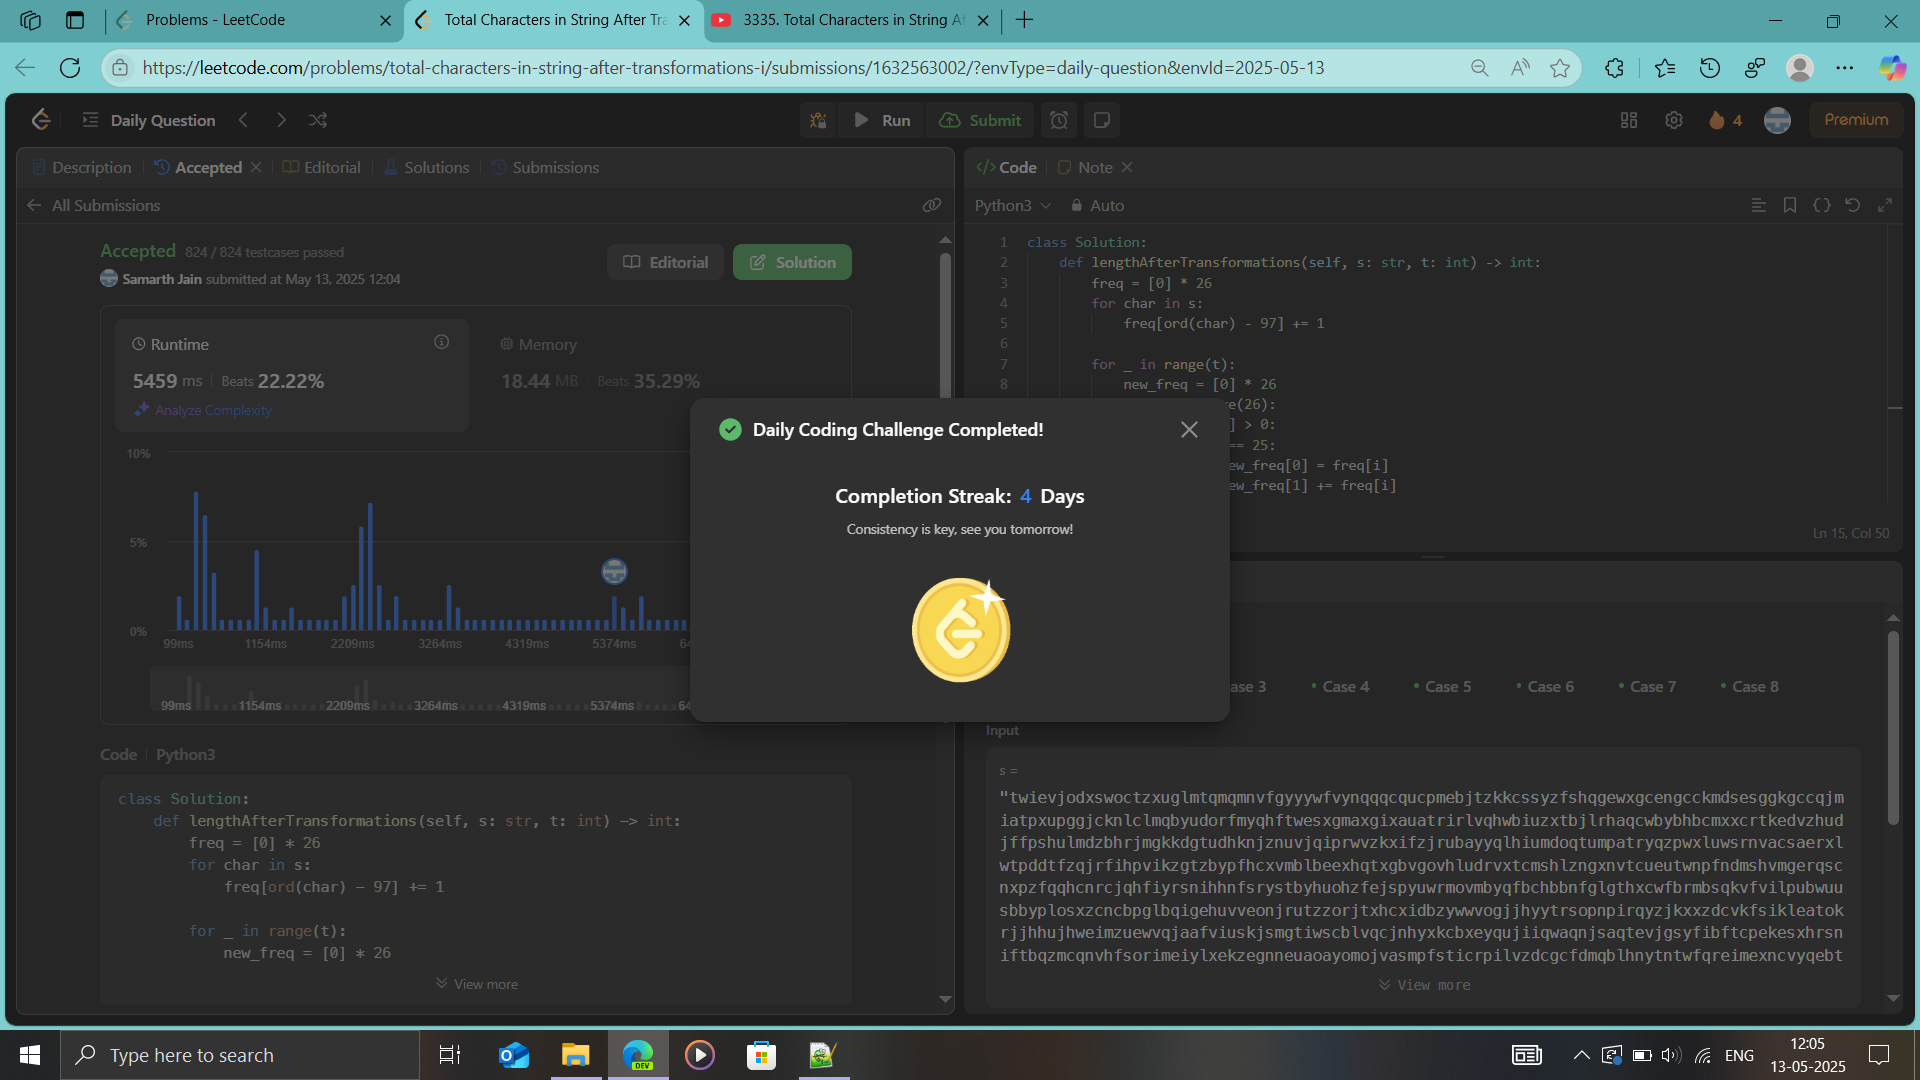 Problems - LeetCode
Total Characters in String After Tra
3335. Total Characters in String Af
https://leetcode.com/problems/total-characters-in-string-after-transformations-i/submissions/1632563002/?envType=daily-question&envId=2025-05-13
Daily Question
Run
Submit
4
Premium
Description
Accepted
Editorial
Solutions
Submissions
All Submissions
Accepted 824 / 824 testcases passed
Samarth Jain submitted at May 13, 2025 12:04
Editorial
Solution
Runtime
5459 ms Beats 22.22%
Analyze Complexity
Memory
18.44 MB Beats 35.29%
10%
5%
0%
99ms 1154ms 2209ms 3264ms 4319ms 5374ms 64
99ms 1154ms 2209ms 3264ms 4319ms 5374ms 64
Code Python3
class Solution:
def lengthAfterTransformations(self, s: str, t: int) -> int:
freq = [0] * 26
for char in s:
freq[ord(char) - 97] += 1
for _ in range(t):
new_freq = [0] * 26
View more
Daily Coding Challenge Completed!
Completion Streak: 4 Days
Consistency is key, see you tomorrow!
Code
Note
Python3
Auto
1 class Solution:
2 def lengthAfterTransformations(self, s: str, t: int) -> int:
3 freq = [0] * 26
4 for char in s:
5 freq[ord(char) - 97] += 1
6
7 for _ in range(t):
8 new_freq = [0] * 26
e(26):
] > 0:
== 25:
ew_freq[0] = freq[i]
ew_freq[1] += freq[i]
Ln 15, Col 50
ase 3 Case 4 Case 5 Case 6 Case 7 Case 8
Input
s =
"twievjodxswoctzxuglmtqmqmnvfgyyywfvynqqqcqucpmebjtzkkcssyzfshqgewxgcengcckmdsesggkgccqjm
iatpxupggjcknlclmqbyudorfmyqhftwesxgmaxgixauatrirlvqhwbiuzxtbjlrhaqcwbybhbcmxxcrtkedvzhud
jffpshulmdzbhrjmgkkdgtudhknjznuvjqiprwvzkxifzjrubayyqlhiumdoqtumpatryqzpwxluwsrnvacsaerxl
wtpddtfzqjrfihpvikzgtzbypfhcxvmblbeexhqtxgbvgovhludrvxtcmshlzngxnvtcueutwnpfndmshvmgerqsc
nxpzfqqhcnrcjqhfiyrsnihhnfsrystbyhuohzfejspyuwrmovmbyqfbchbbnfglgthxcwfbrmbsqkvfvilpubwuu
sbbyplosxzcncbpglbqigehuvveonjrutzzorjtxhcxidbzywwvogjjhyytrsopnpirqyzjkxxzdcvkfsikleatok
rjjhhujhweimzuewvqjaafviuskjsmgtiwscblvqcjnhyxkcbxeyqujiiqwaqnjsaqtevjgsyfibftcpekesxhrsn
iftbqzmcqnvhfsorimeiylxekzegnneuaoayomojvasmpfsticrpilvzdcgcfdmqblhnytntwfqreimexncvyqebt
View more
Type here to search
DEV
ENG
12:05
13-05-2025